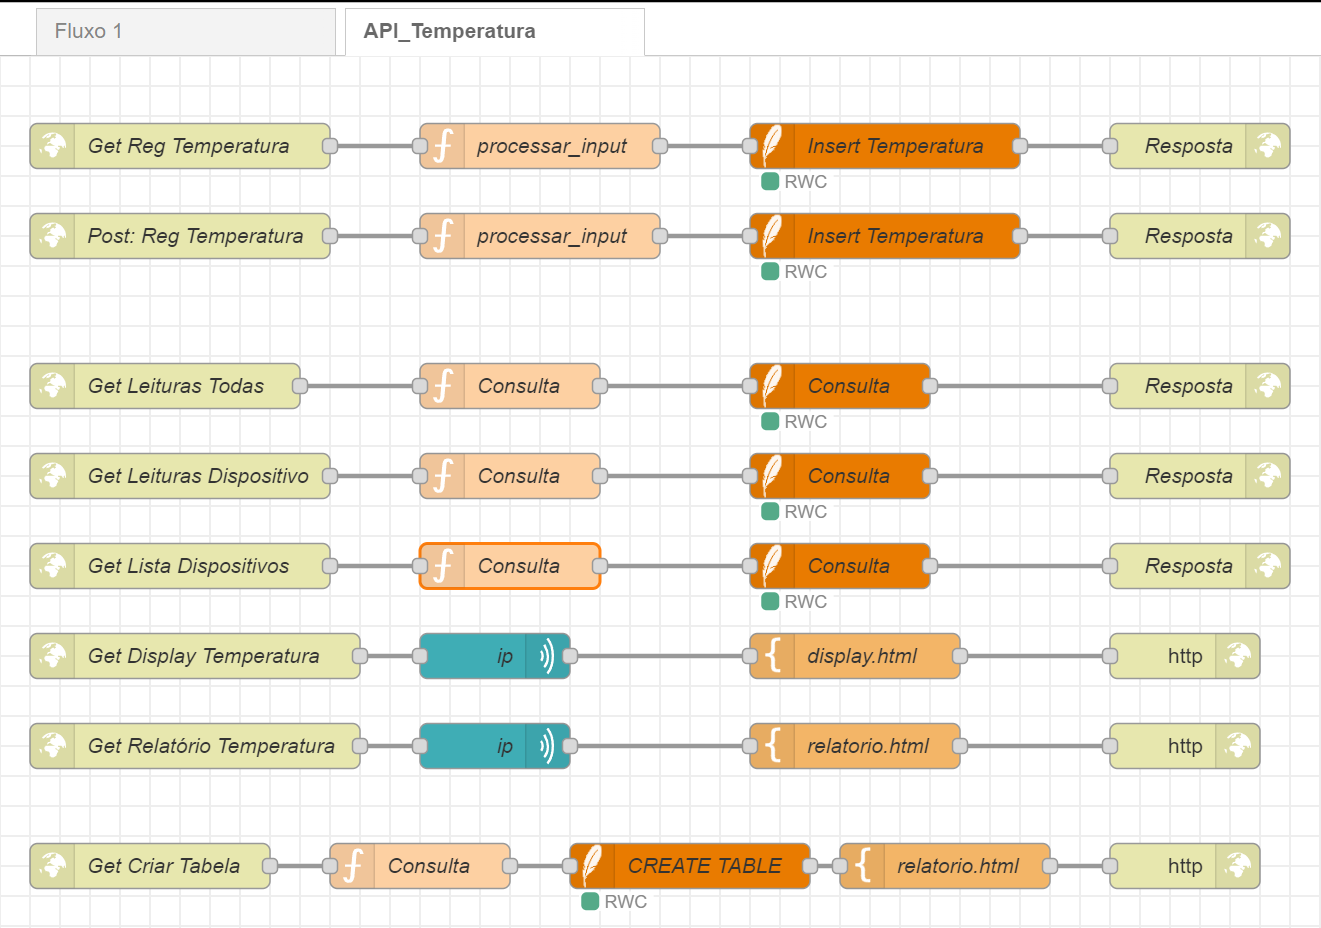 Fluxo 1
API_Temperatura
Get Reg Temperatura
processar_input
Insert Temperatura
Resposta
RWC
Post: Reg Temperatura
processar_input
Insert Temperatura
Resposta
RWC
Get Leituras Todas
Consulta
Consulta
Resposta
RWC
Get Leituras Dispositivo
Consulta
Consulta
Resposta
RWC
Get Lista Dispositivos
Consulta
Consulta
Resposta
RWC
Get Display Temperatura
ip
display.html
http
Get Relatório Temperatura
ip
relatorio.html
http
Get Criar Tabela
Consulta
CREATE TABLE
relatorio.html
http
RWC